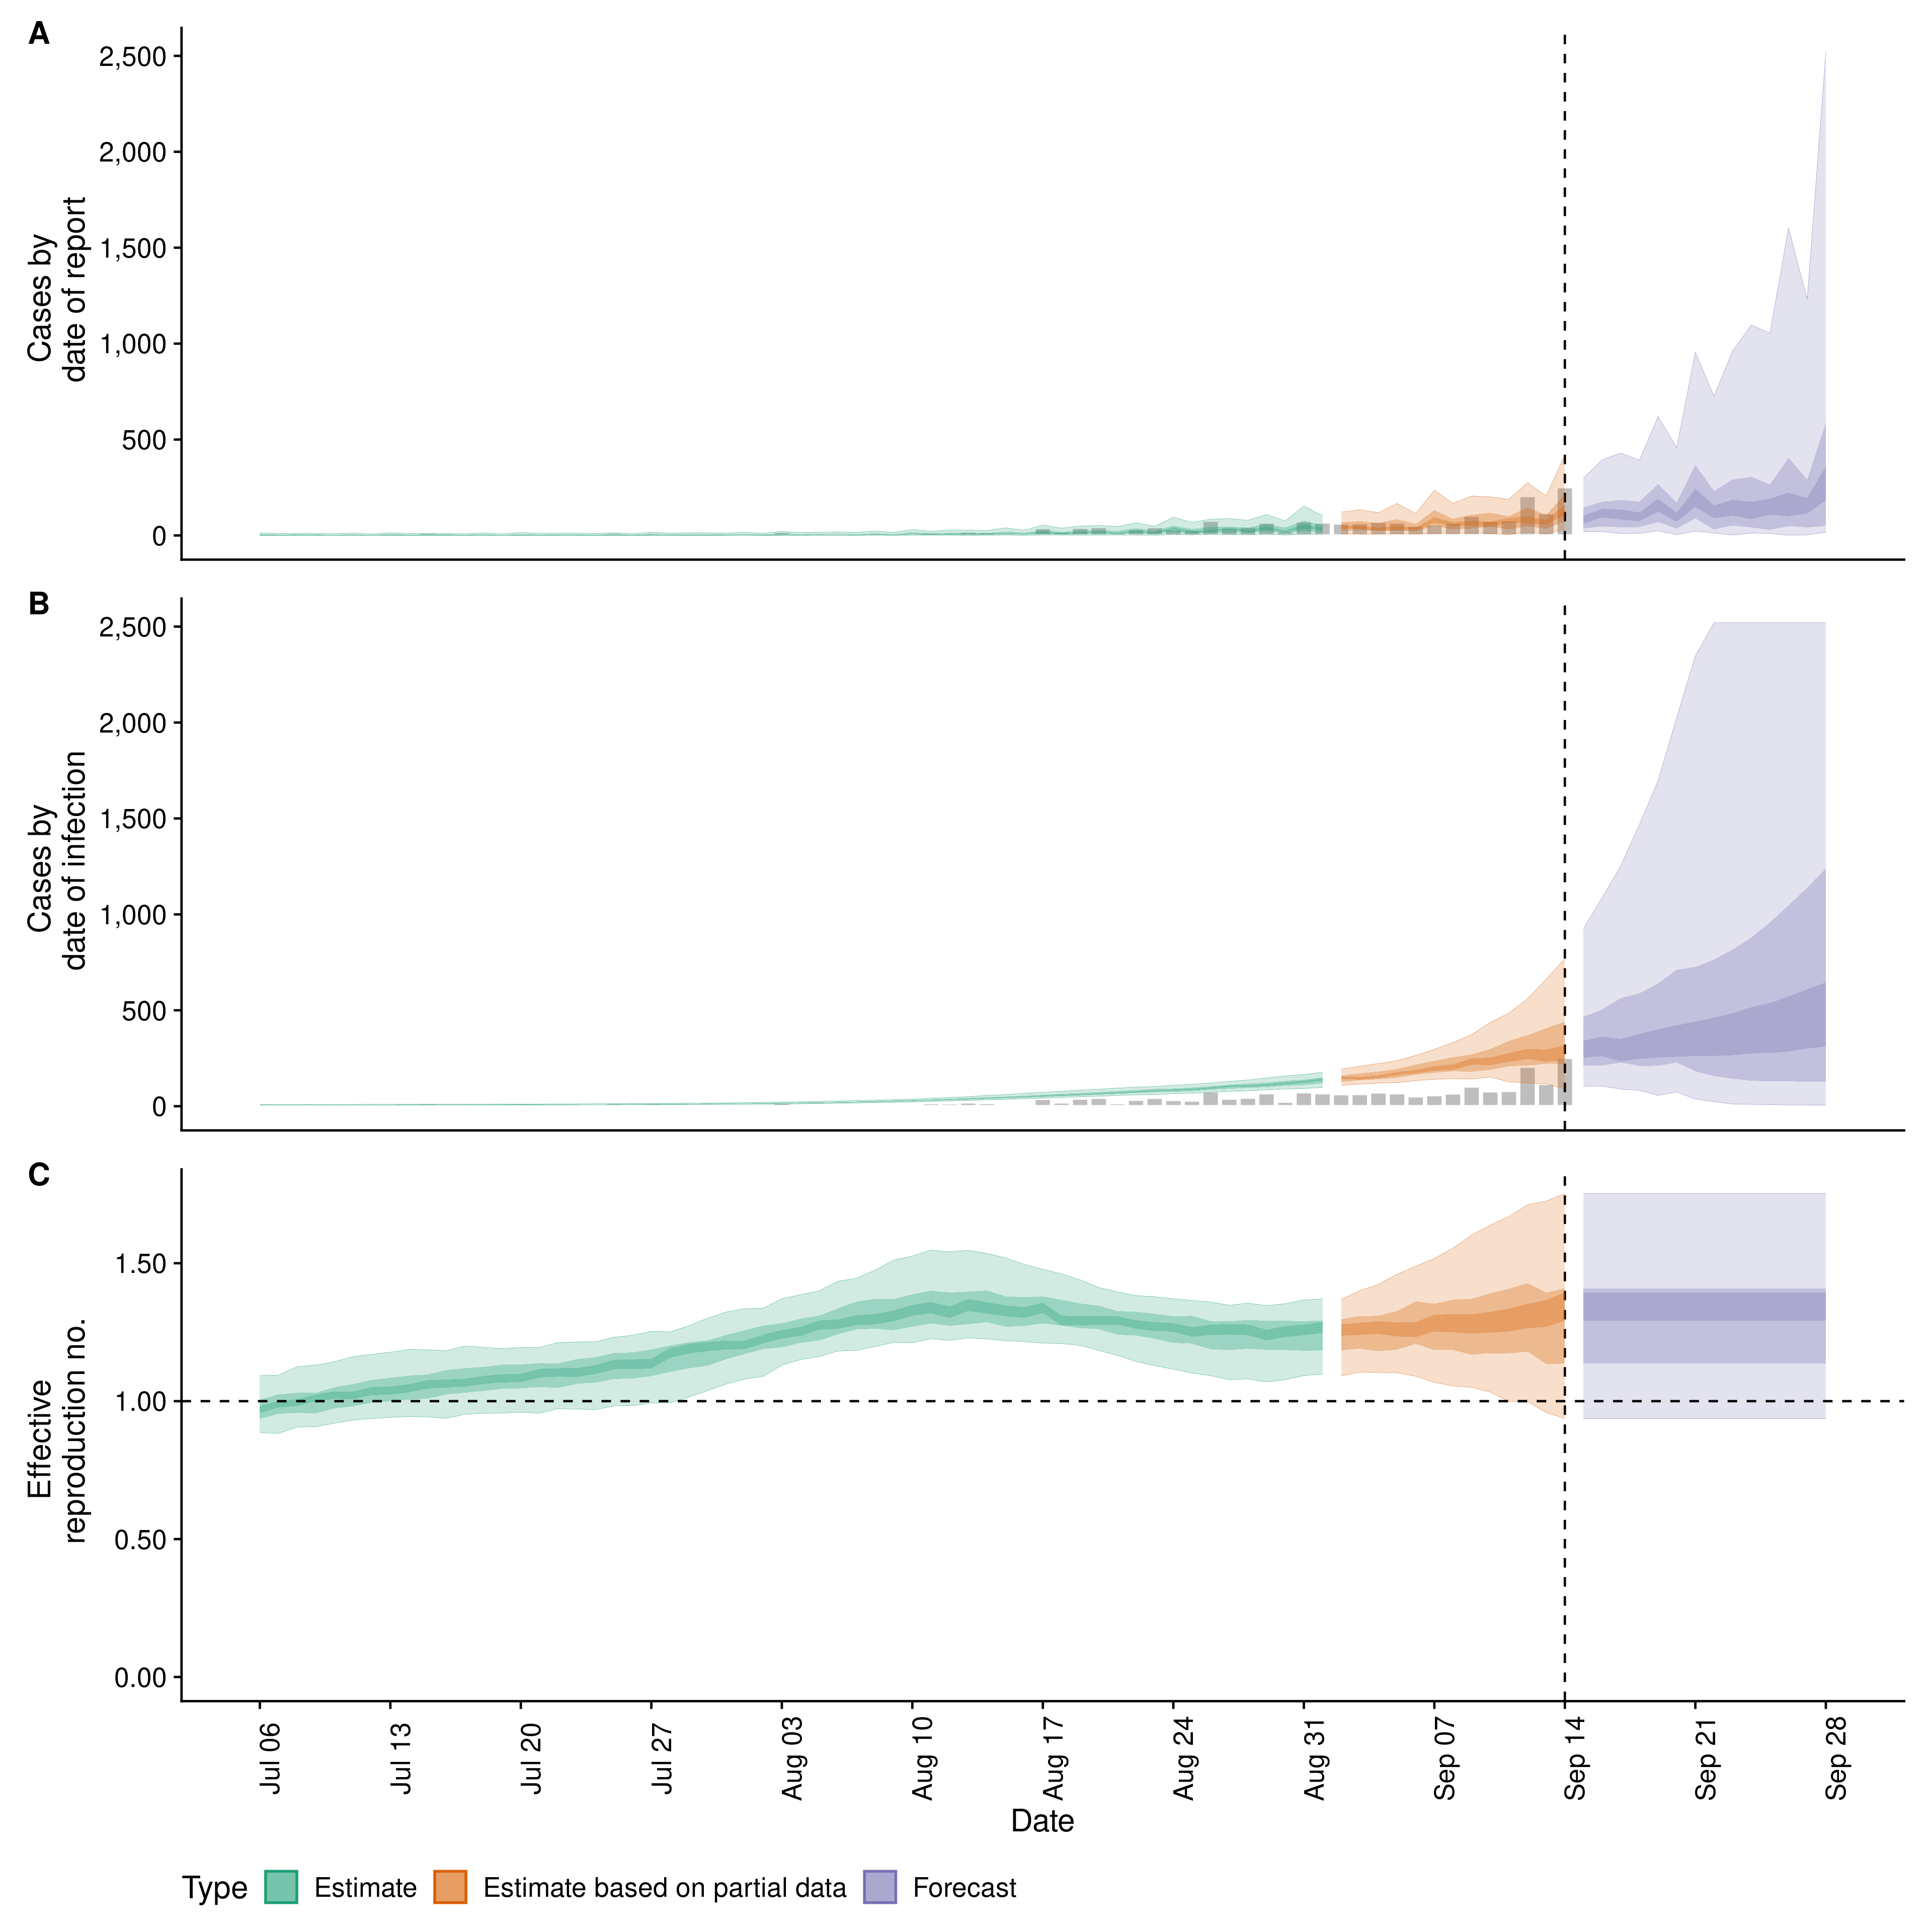 A
2,500
2,000
1,500
1,000
500
0
Cases by
date of report
B
2,500
2,000
1,500
1,000
500
0
Cases by
date of infection
C
1.50
1.00
0.50
0.00
Effective
reproduction no.
Jul 06
Jul 13
Jul 20
Jul 27
Aug 03
Aug 10
Aug 17
Aug 24
Aug 31
Sep 07
Sep 14
Sep 21
Sep 28
Date
Type Estimate Estimate based on partial data Forecast